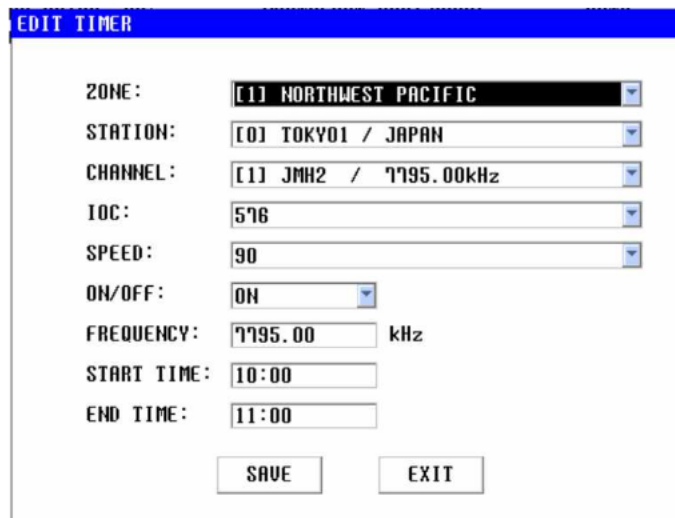 EDIT TIMER
ZONE: [1] NORTHWEST PACIFIC
STATION: [0] TOKYO1 / JAPAN
CHANNEL: [1] JMH2 / 7795.00kHz
IOC: 576
SPEED: 90
ON/OFF: ON
FREQUENCY: 7795.00 kHz
START TIME: 10:00
END TIME: 11:00
SAVE EXIT